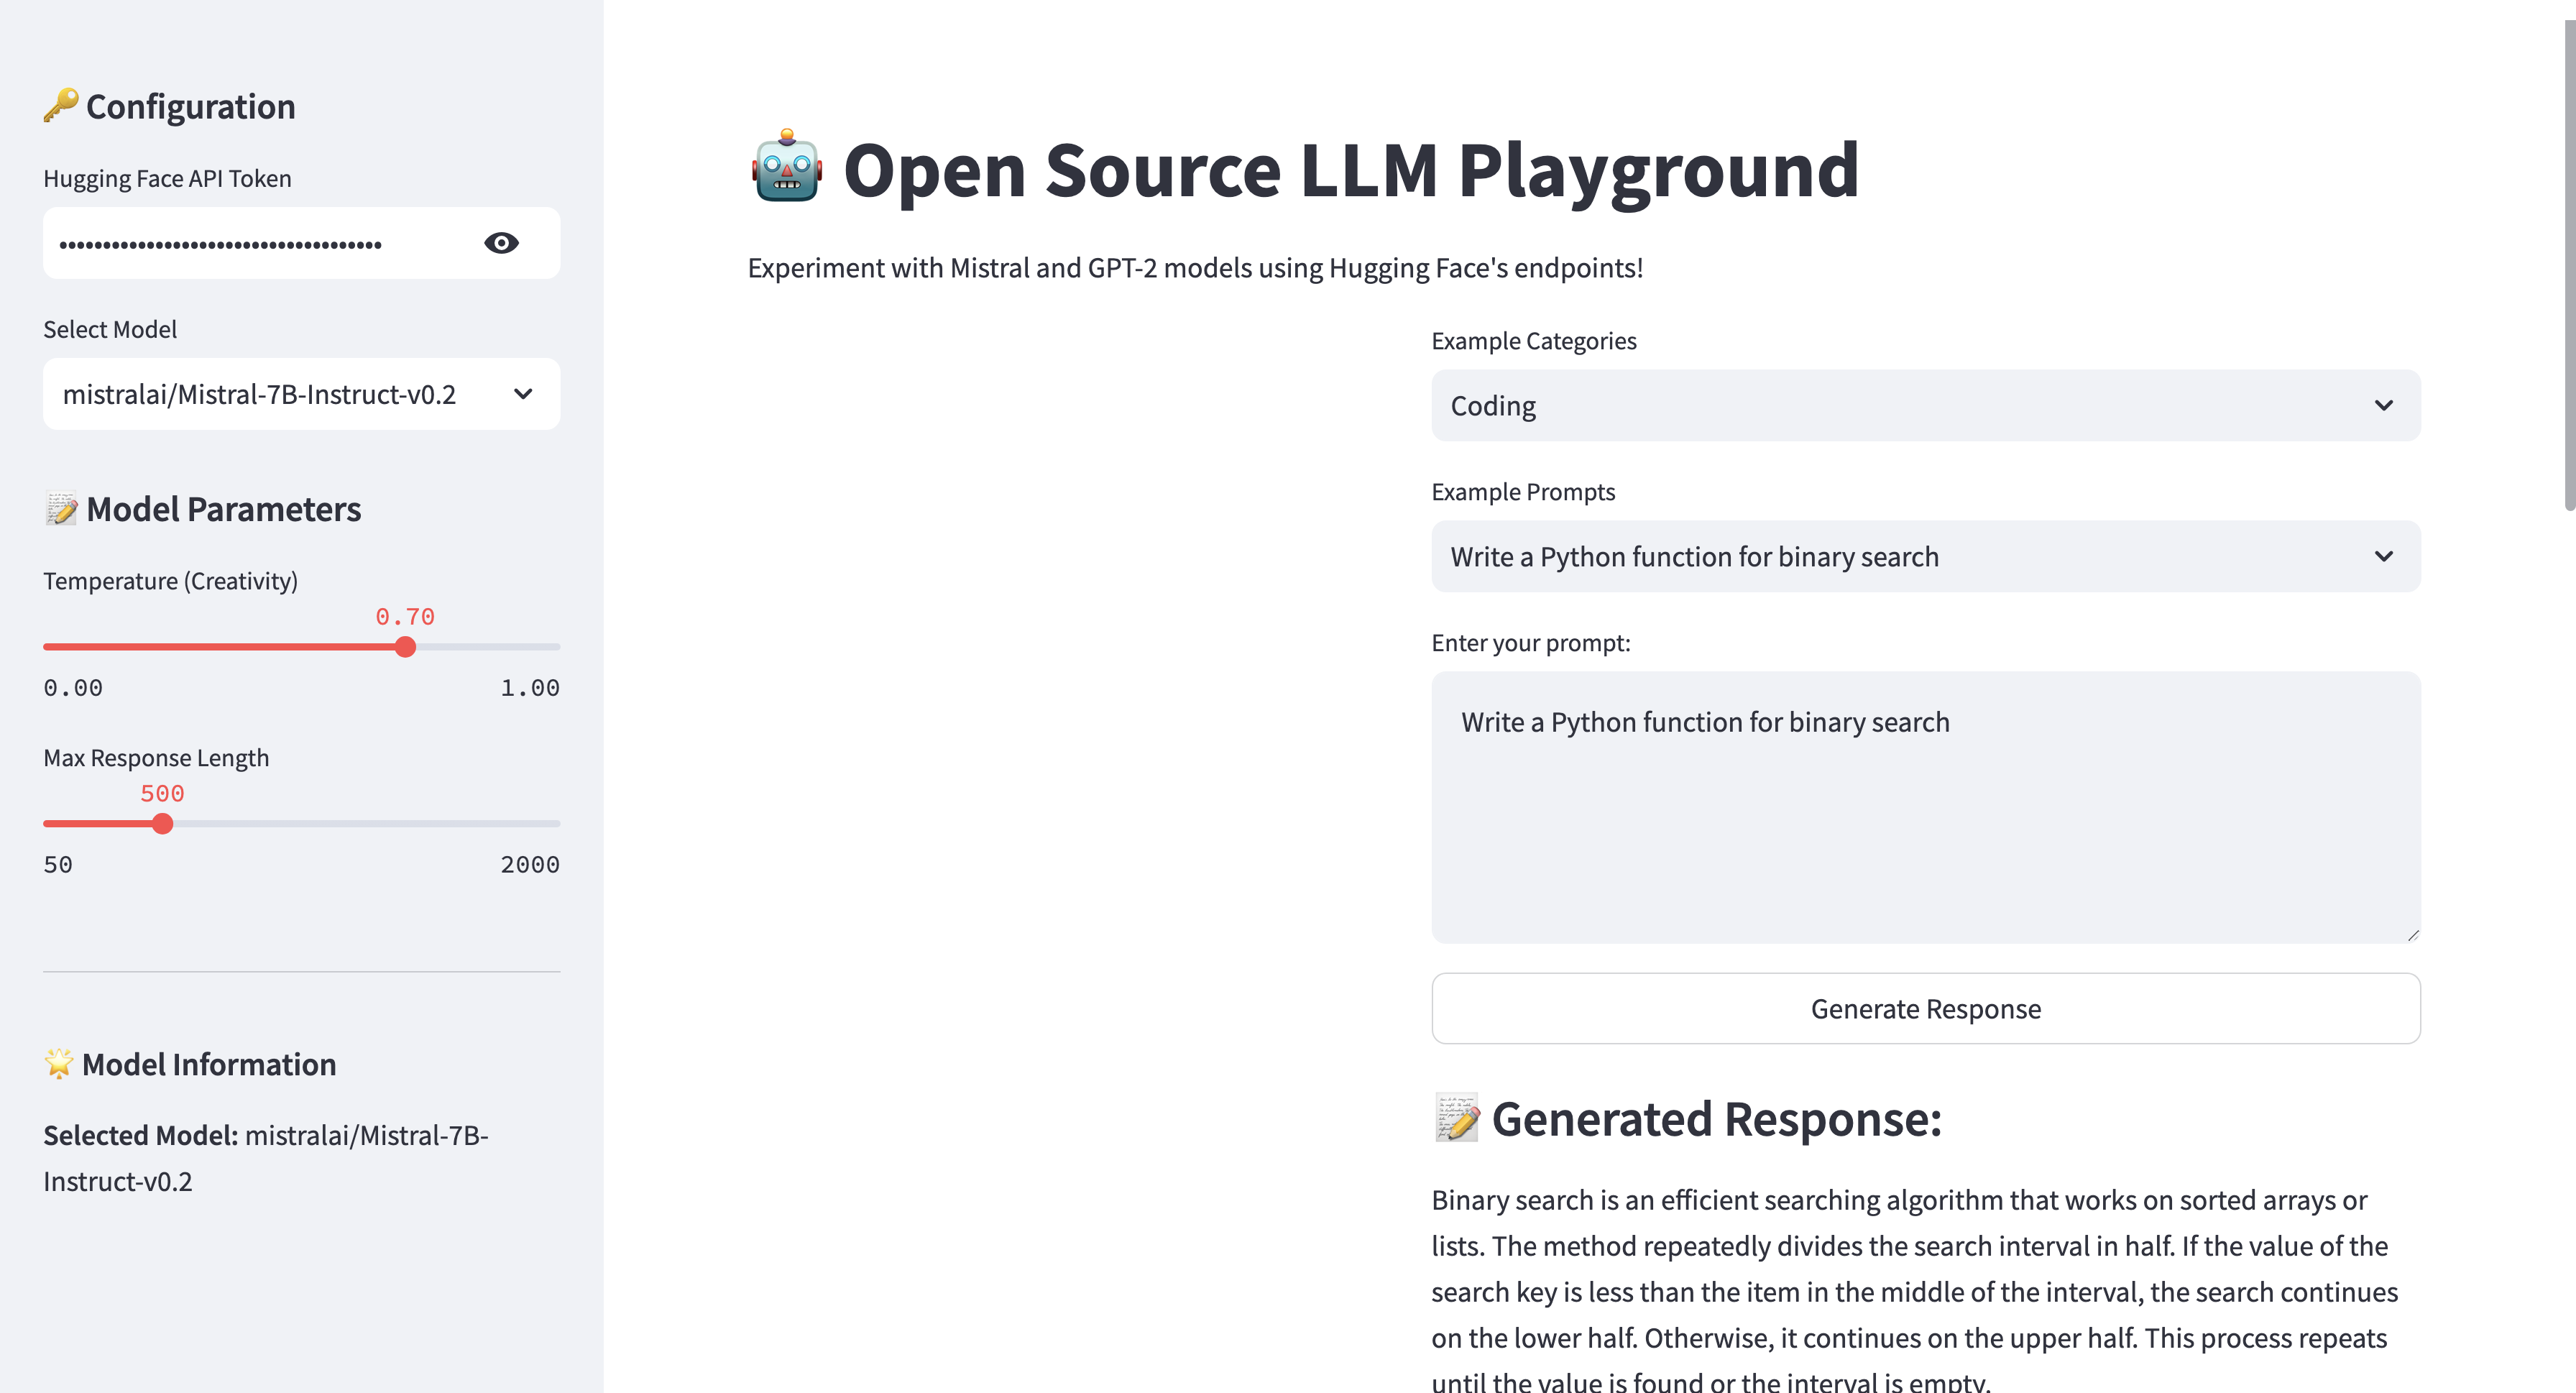 Configuration
Hugging Face API Token
•••••••••••••••••••••••••••••••••••••
Select Model
mistralai/Mistral-7B-Instruct-v0.2
Model Parameters
Temperature (Creativity)
0.70
0.00 1.00
Max Response Length
500
50 2000
Model Information
Selected Model: mistralai/Mistral-7B-
Instruct-v0.2
Open Source LLM Playground
Experiment with Mistral and GPT-2 models using Hugging Face's endpoints!
Example Categories
Coding
Example Prompts
Write a Python function for binary search
Enter your prompt:
Write a Python function for binary search
Generate Response
Generated Response:
Binary search is an efficient searching algorithm that works on sorted arrays or
lists. The method repeatedly divides the search interval in half. If the value of the
search key is less than the item in the middle of the interval, the search continues
on the lower half. Otherwise, it continues on the upper half. This process repeats
until the value is found or the interval is empty.